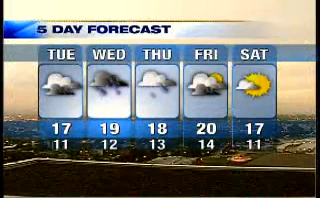 5 DAY FORECAST
TUE WED THU FRI SAT
17 19 18 20 17
11 12 13 14 11